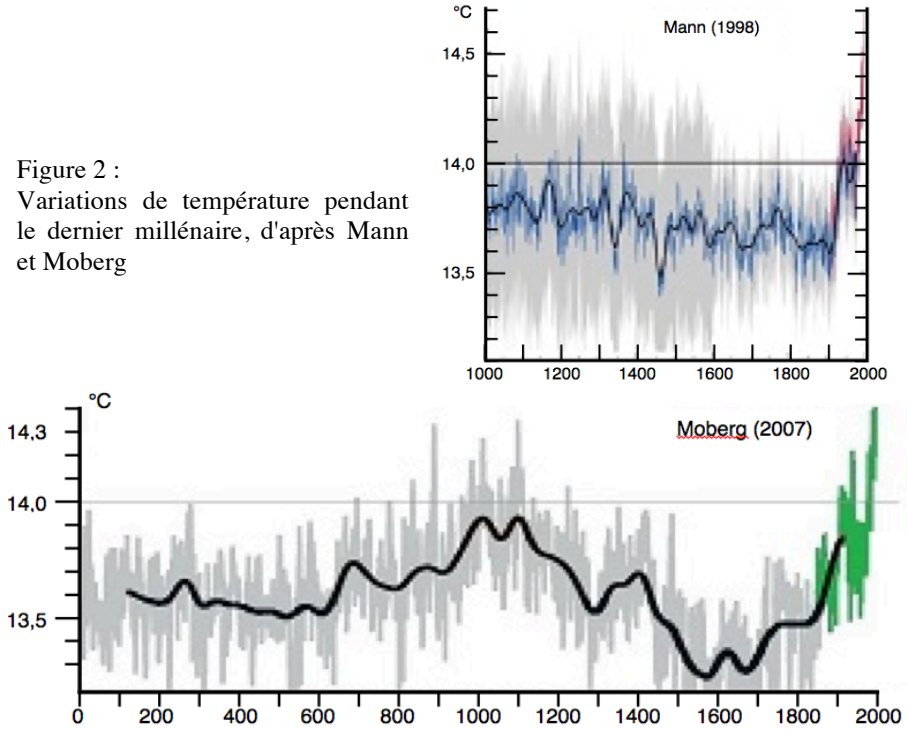 Figure 2 :
Variations de température pendant
le dernier millénaire, d'après Mann
et Moberg
°C
Mann (1998)
14,5
14,0
13,5
1000 1200 1400 1600 1800 2000
°C
Moberg (2007)
14,3
14,0
13,5
0 200 400 600 800 1000 1200 1400 1600 1800 2000